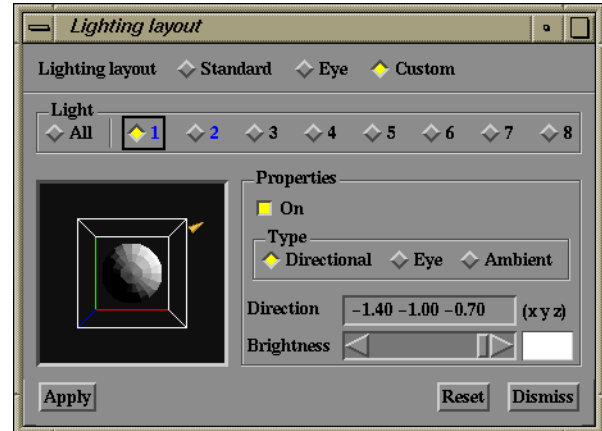 Lighting layout
Lighting layout Standard Eye Custom
Light
All 1 2 3 4 5 6 7 8
Properties
On
Type
Directional Eye Ambient
Direction -1.40 -1.00 -0.70 (x y z)
Brightness
Apply Reset Dismiss